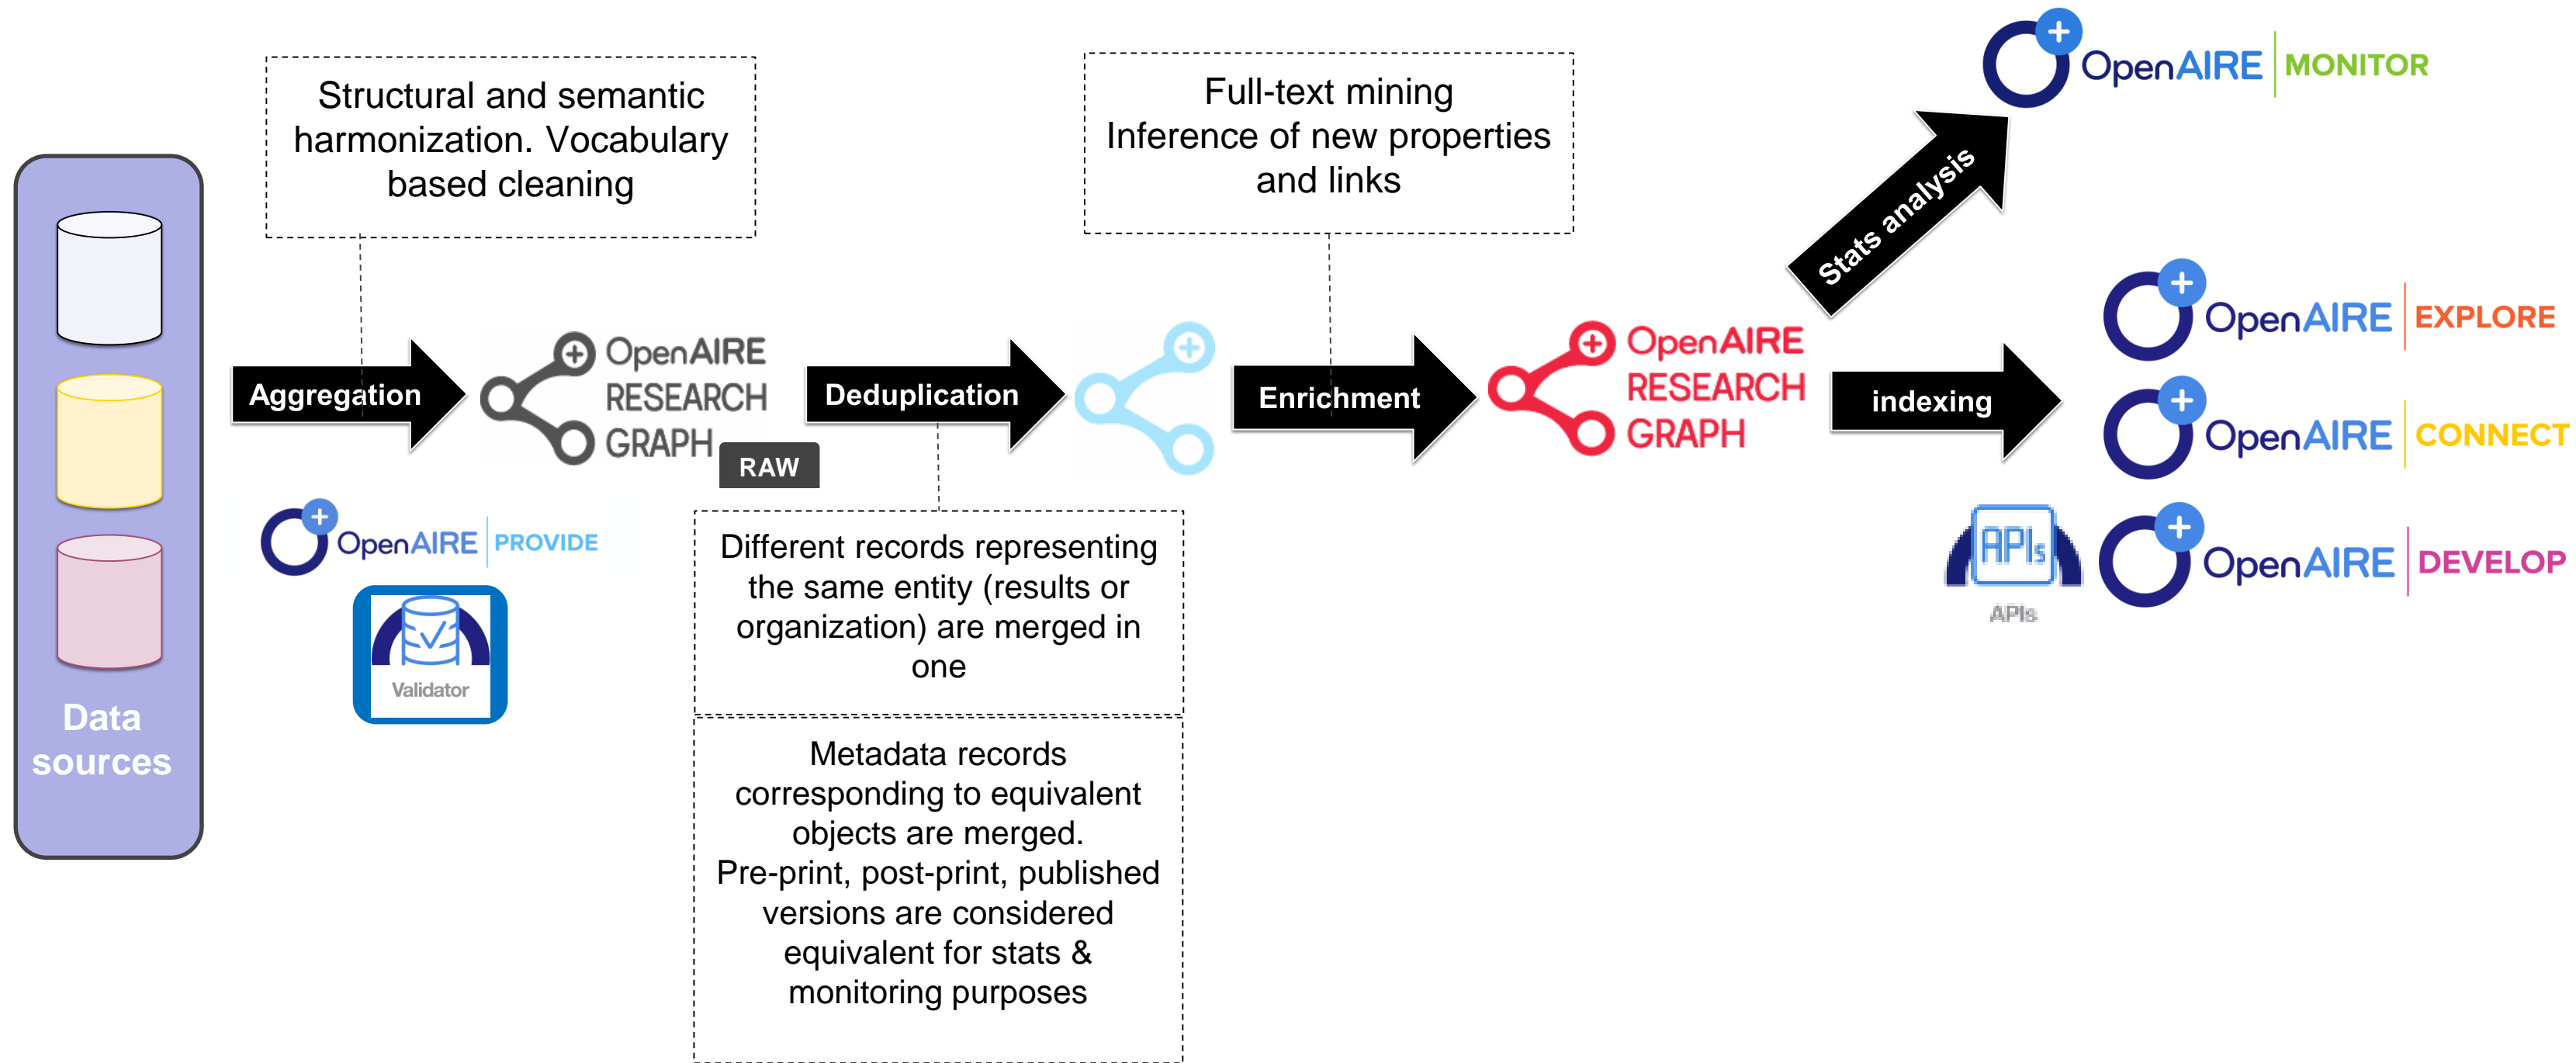 Structural and semantic
harmonization. Vocabulary
based cleaning
Full-text mining
Inference of new properties
and links
OpenAIRE MONITOR
Stats analysis
Data
sources
Aggregation
OpenAIRE
RESEARCH
GRAPH
RAW
Deduplication
Enrichment
OpenAIRE
RESEARCH
GRAPH
indexing
OpenAIRE EXPLORE
OpenAIRE CONNECT
APIs
APIs
OpenAIRE DEVELOP
OpenAIRE PROVIDE
Validator
Different records representing
the same entity (results or
organization) are merged in
one
Metadata records
corresponding to equivalent
objects are merged.
Pre-print, post-print, published
versions are considered
equivalent for stats &
monitoring purposes